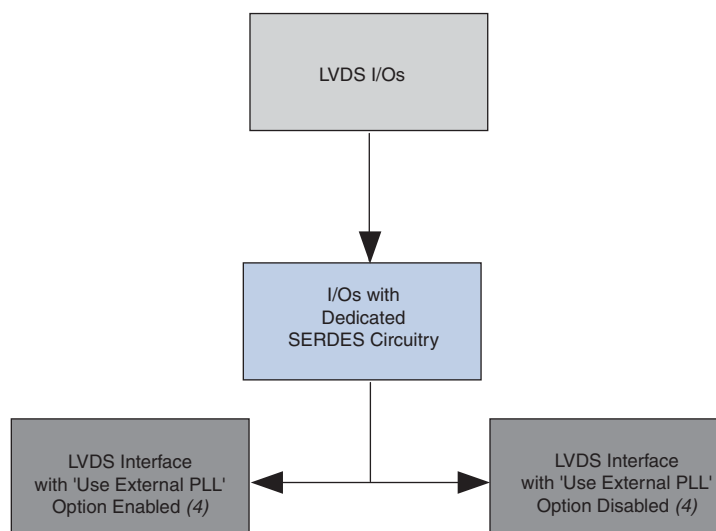 LVDS I/Os
I/Os with
Dedicated
SERDES Circuitry
LVDS Interface
with 'Use External PLL'
Option Enabled (4)
LVDS Interface
with 'Use External PLL'
Option Disabled (4)